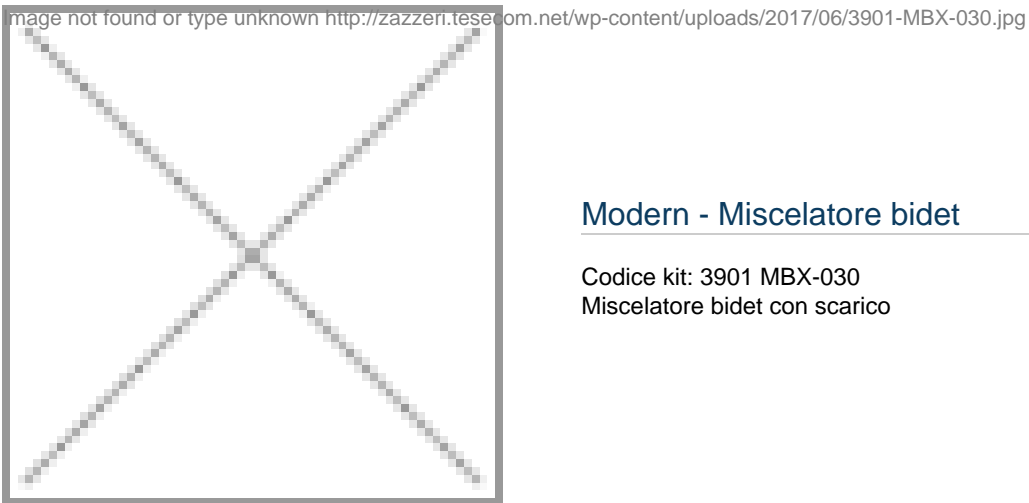 Image not found or type unknown http://zazzeri.tesecom.net/wp-content/uploads/2017/06/3901-MBX-030.jpg
Modern - Miscelatore bidet
Codice kit: 3901 MBX-030
Miscelatore bidet con scarico